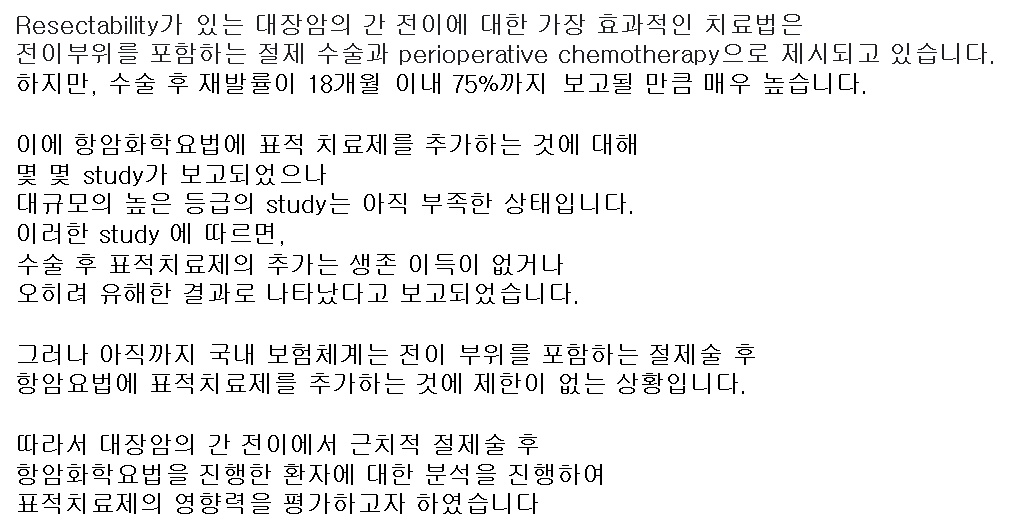 Resectability가 있는 대장암의 간 전이에 대한 가장 효과적인 치료법은
전이부위를 포함하는 절제 수술과 perioperative chemotherapy으로 제시되고 있습니다.
하지만, 수술 후 재발률이 18개월 이내 75%까지 보고될 만큼 매우 높습니다.
이에 항암화학요법에 표적 치료제를 추가하는 것에 대해
몇 몇 study가 보고되었으나
대규모의 높은 등급의 study는 아직 부족한 상태입니다.
이러한 study 에 따르면,
수술 후 표적치료제의 추가는 생존 이득이 없거나
오히려 유해한 결과로 나타났다고 보고되었습니다.
그러나 아직까지 국내 보험체계는 전이 부위를 포함하는 절제술 후
항암요법에 표적치료제를 추가하는 것에 제한이 없는 상황입니다.
따라서 대장암의 간 전이에서 근치적 절제술 후
항암화학요법을 진행한 환자에 대한 분석을 진행하여
표적치료제의 영향력을 평가하고자 하였습니다